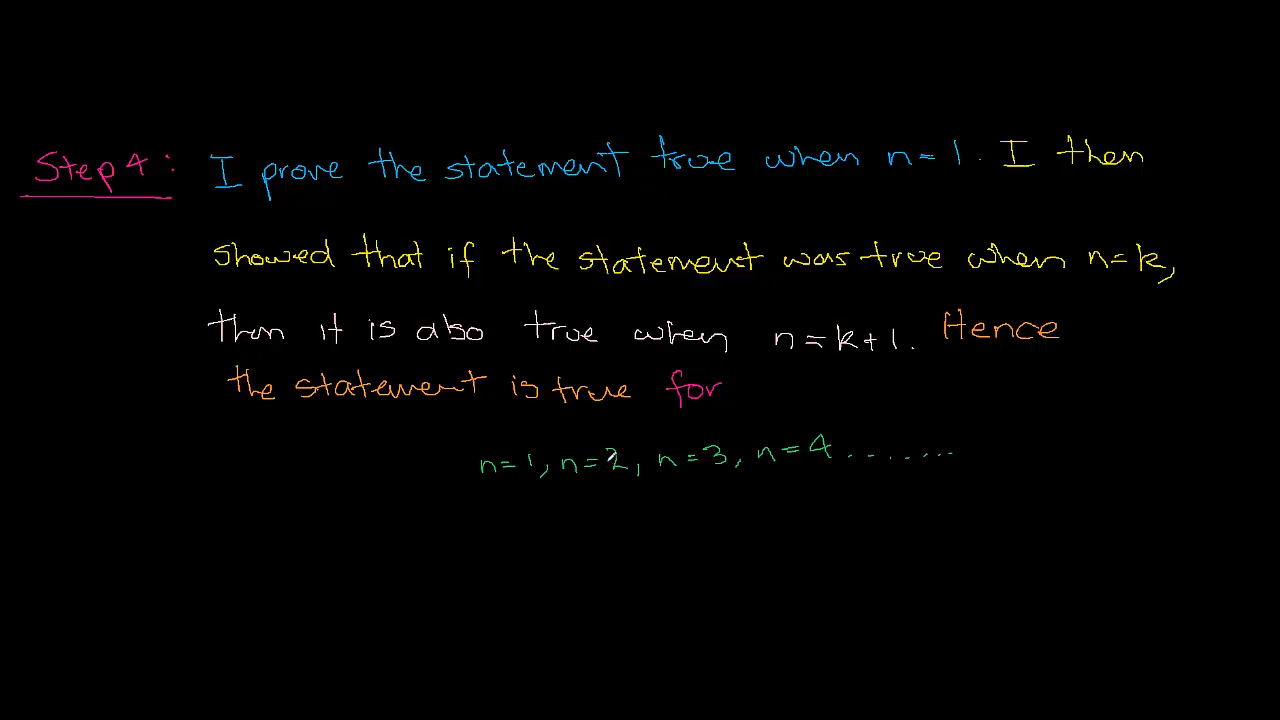 Step 4: I prove the statement true when n=1. I then
showed that if the statement was true when n=k,
then it is also true when n=k+1. Hence
the statement is true for
n=1, n=2, n=3, n=4.......